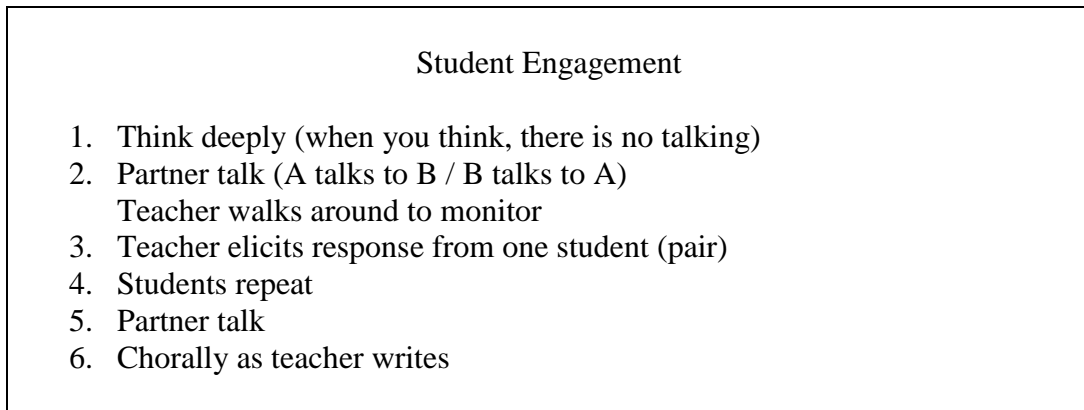 Student Engagement
1. Think deeply (when you think, there is no talking)
2. Partner talk (A talks to B / B talks to A)
Teacher walks around to monitor
3. Teacher elicits response from one student (pair)
4. Students repeat
5. Partner talk
6. Chorally as teacher writes